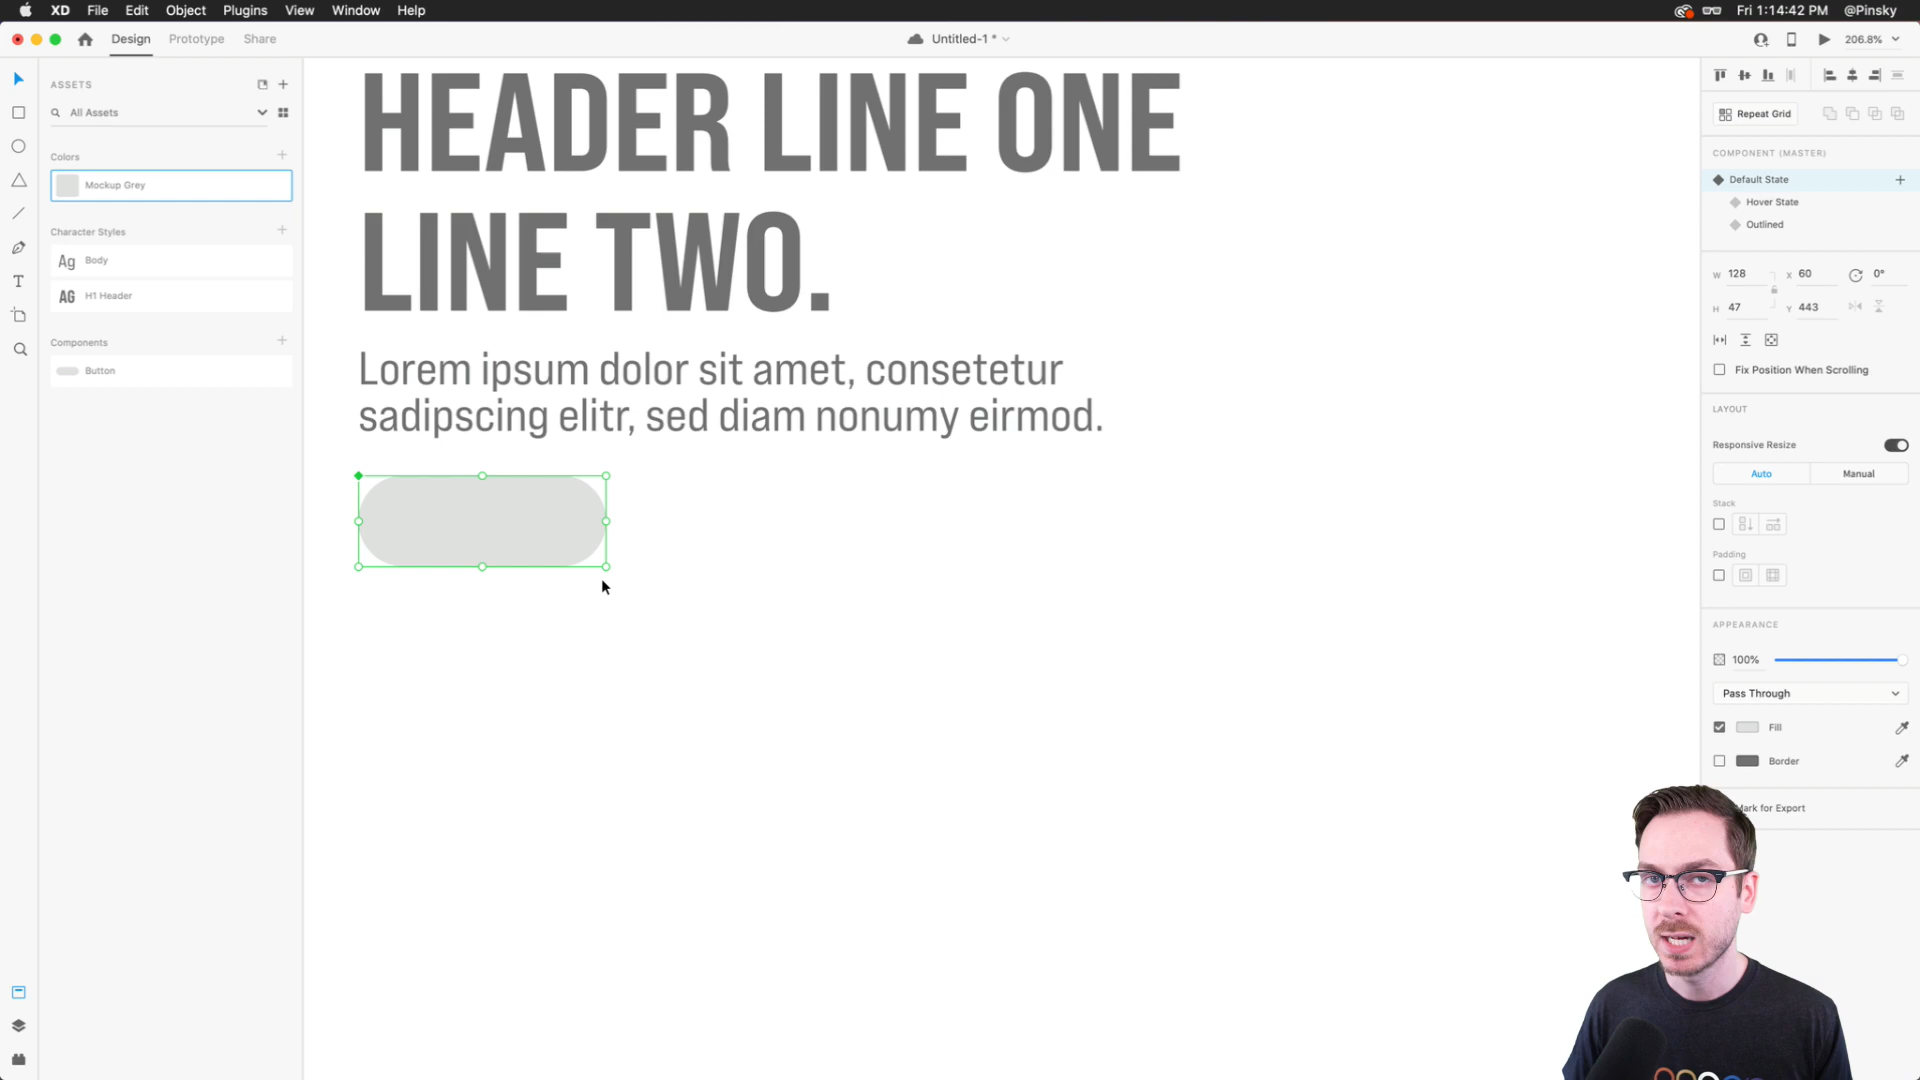 XD File Edit Object Plugins View Window Help
Fri 1:14:42 PM @Pinsky
Design Prototype Share
Untitled-1 *
206.8%
ASSETS
All Assets
Colors
Mockup Grey
Character Styles
Ag Body
AG H1 Header
Components
Button
HEADER LINE ONE
LINE TWO.
Lorem ipsum dolor sit amet, consetetur
sadipscing elitr, sed diam nonumy eirmod.
Repeat Grid
COMPONENT (MASTER)
Default State
Hover State
Outlined
W 128 X 60 0°
H 47 Y 443
Fix Position When Scrolling
LAYOUT
Responsive Resize
Auto Manual
Stack
Padding
APPEARANCE
100%
Pass Through
Fill
Border
Mark for Export